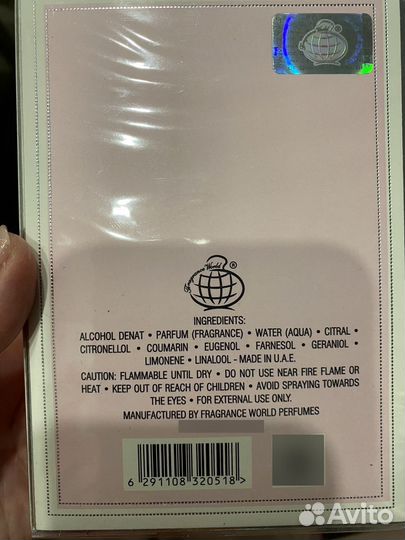 Fragrance World ®
INGREDIENTS:
ALCOHOL DENAT • PARFUM (FRAGRANCE) • WATER (AQUA) • CITRAL •
CITRONELLOL • COUMARIN • EUGENOL • FARNESOL • GERANIOL •
LIMONENE • LINALOOL - MADE IN U.A.E.
CAUTION: FLAMMABLE UNTIL DRY • DO NOT USE NEAR FIRE FLAME OR
HEAT • KEEP OUT OF REACH OF CHILDREN • AVOID SPRAYING TOWARDS
THE EYES • FOR EXTERNAL USE ONLY.
MANUFACTURED BY FRAGRANCE WORLD PERFUMES
6 291108 320518 >
Avito